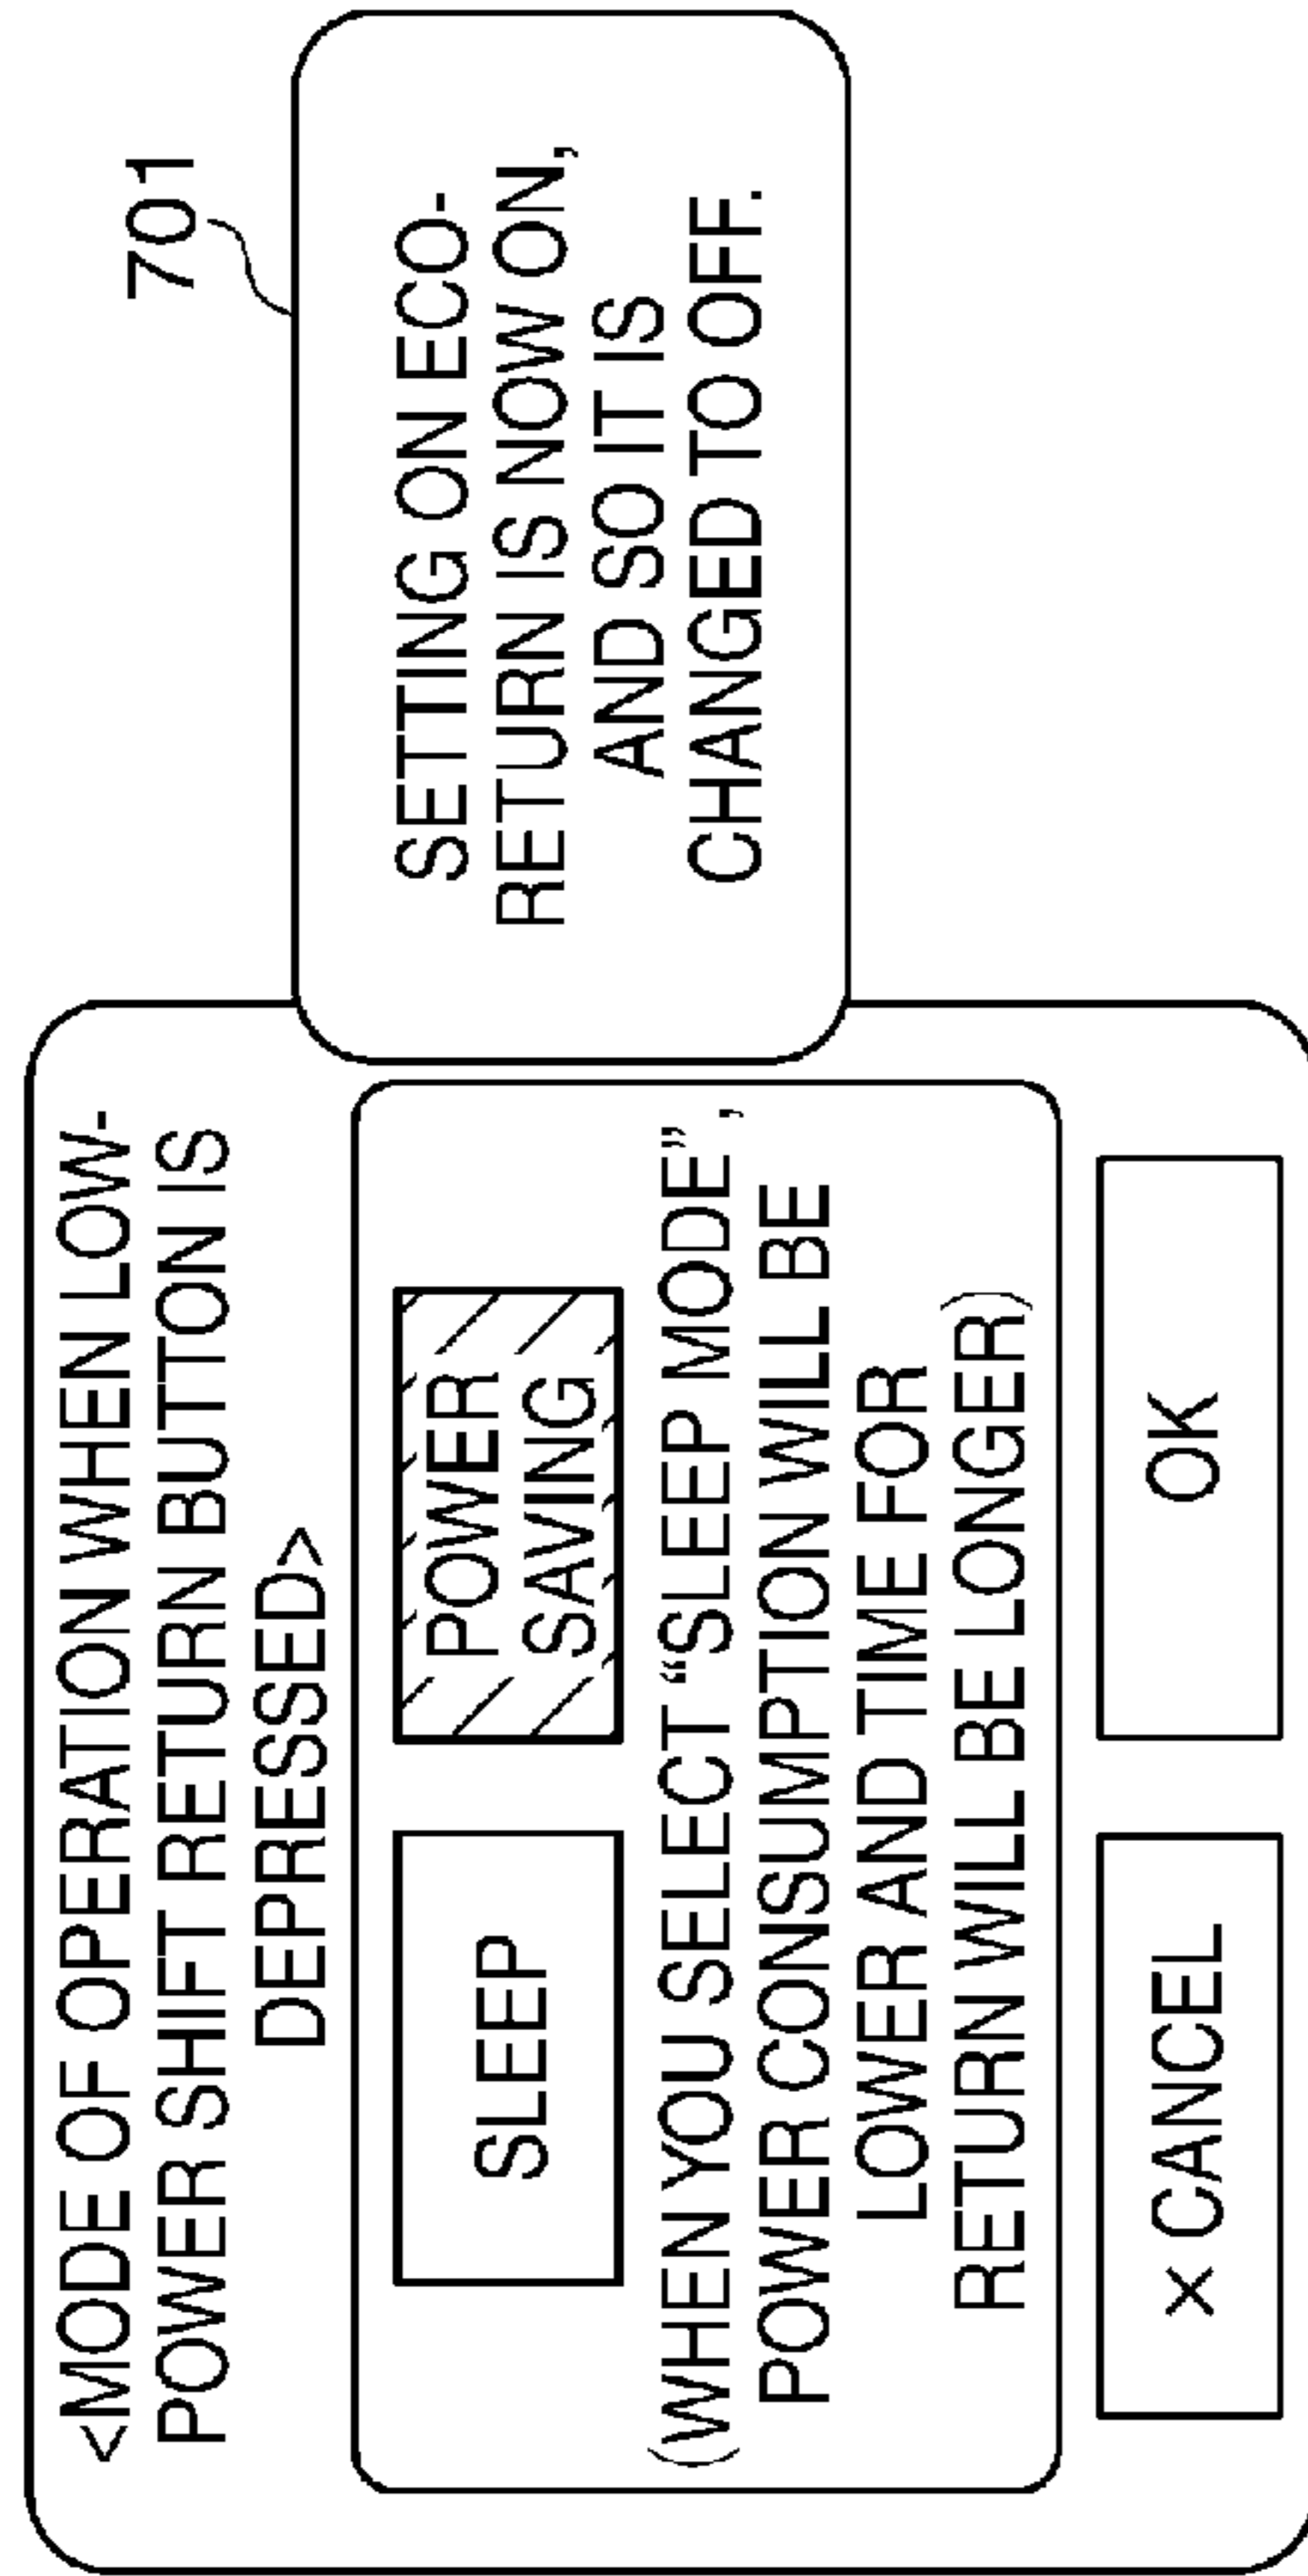 <MODE OF OPERATION WHEN LOW-
POWER SHIFT RETURN BUTTON IS
DEPRESSED>
SLEEP
POWER
SAVING
(WHEN YOU SELECT “SLEEP MODE”,
POWER CONSUMPTION WILL BE
LOWER AND TIME FOR
RETURN WILL BE LONGER)
× CANCEL
OK
701
SETTING ON ECO-
RETURN IS NOW ON,
AND SO IT IS
CHANGED TO OFF.